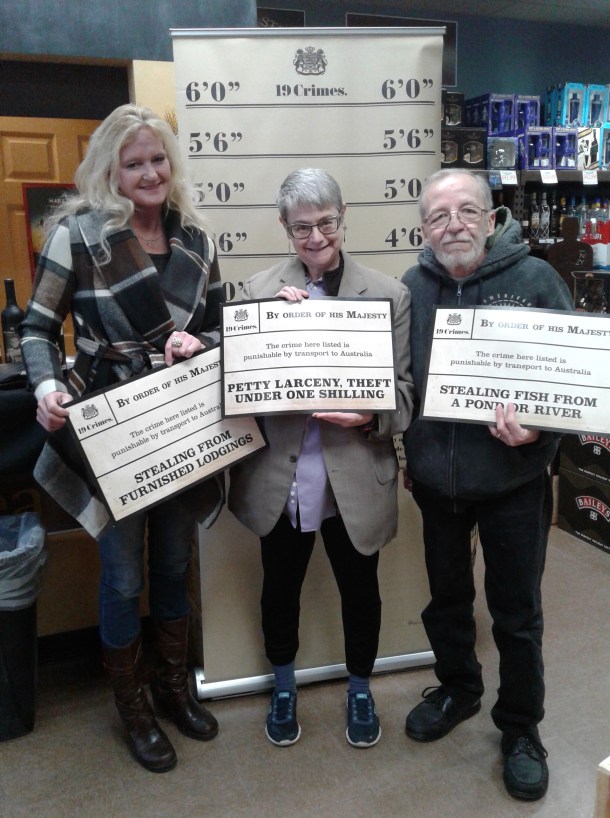 6'0" 19 Crimes. 6'0"
5'6" 5'6"
5'0" 5'0
6" 4'6
19 Crimes. BY ORDER OF HIS MAJESTY
The crime here listed is
punishable by transport to Austral
STEALING FROM
FURNISHED LODGINGS
19 Crimes. BY ORDER OF HIS MAJESTY
The crime here listed is
punishable by transport to Australia
PETTY LARCENY, THEFT
UNDER ONE SHILLING
19 Crimes. BY ORDER OF HIS MAJESTY
The crime here listed is
punishable by transport to Australia
STEALING FISH FROM
A POND OR RIVER
BAILEYS
BAILEYS